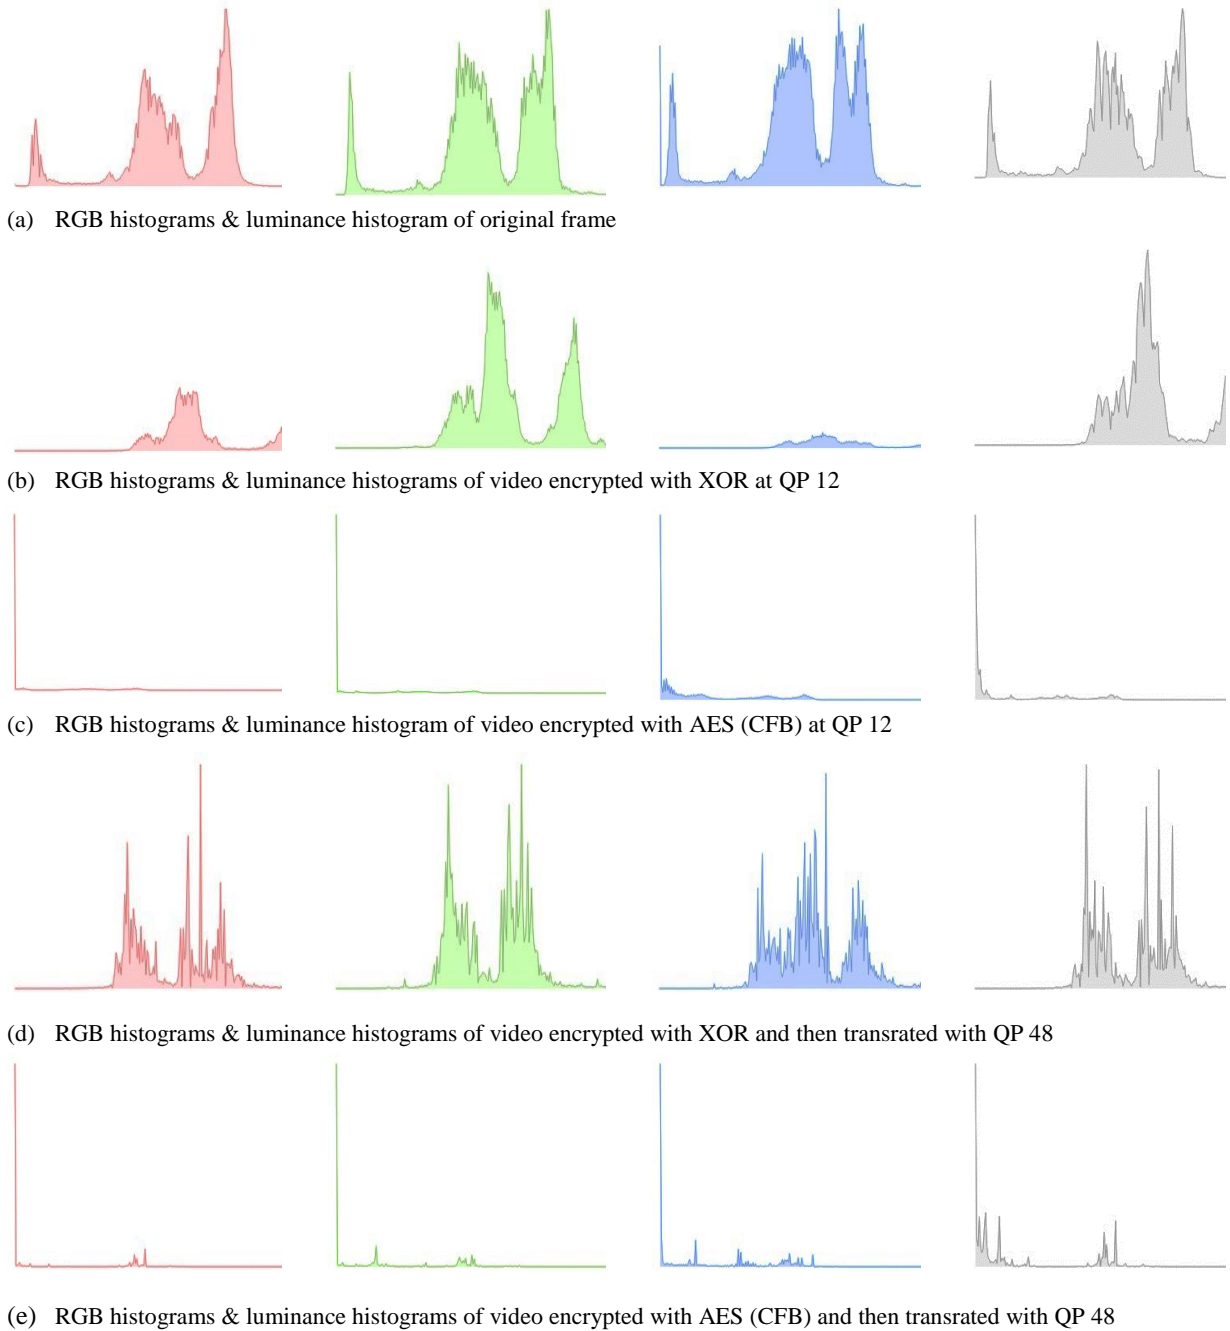 (a) RGB histograms & luminance histogram of original frame
(b) RGB histograms & luminance histograms of video encrypted with XOR at QP 12
(c) RGB histograms & luminance histogram of video encrypted with AES (CFB) at QP 12
(d) RGB histograms & luminance histograms of video encrypted with XOR and then transrated with QP 48
(e) RGB histograms & luminance histograms of video encrypted with AES (CFB) and then transrated with QP 48